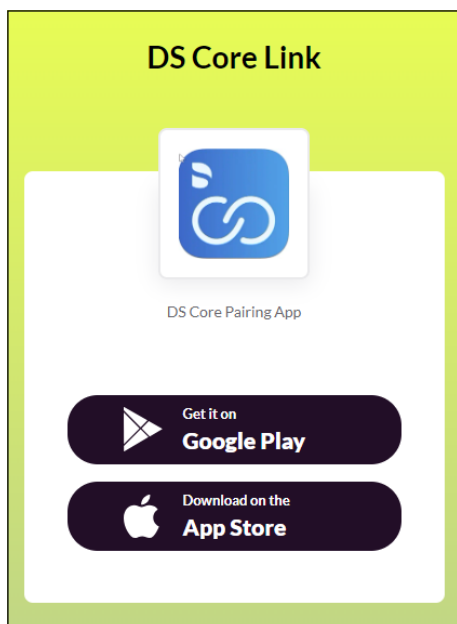 DS Core Link
DS Core Pairing App
Get it on
Google Play
Download on the
App Store